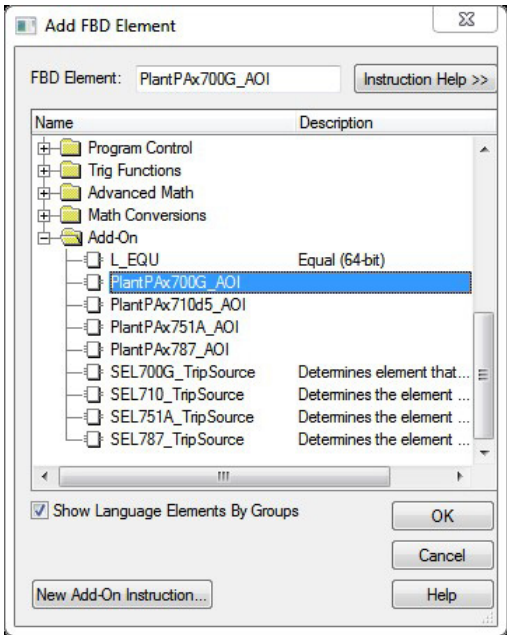 Add FBD Element
FBD Element: PlantPAx700G_AOI Instruction Help >>
Name Description
Program Control
Trig Functions
Advanced Math
Math Conversions
Add-On
L_EQU Equal (64-bit)
PlantPAx700G_AOI
PlantPAx710d5_AOI
PlantPAx751A_AOI
PlantPAx787_AOI
SEL700G_TripSource Determines element that...
SEL710_TripSource Determines the element ...
SEL751A_TripSource Determines the element ...
SEL787_TripSource Determines the element ...
Show Language Elements By Groups
OK
Cancel
New Add-On Instruction... Help